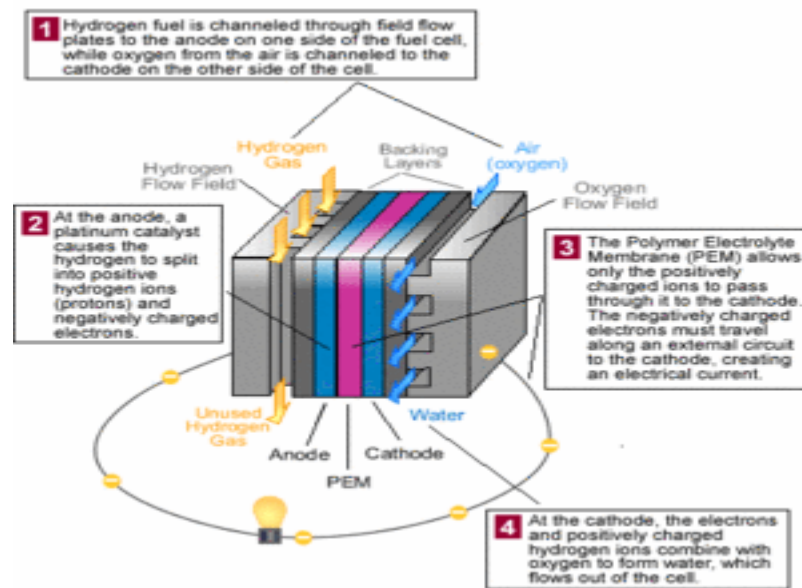 1 Hydrogen fuel is channeled through field flow
plates to the anode on one side of the fuel cell,
while oxygen from the air is channeled to the
cathode on the other side of the cell.
Hydrogen
Gas
Backing
Layers
Air
(oxygen)
Hydrogen
Flow Field
Oxygen
Flow Field
2 At the anode, a
platinum catalyst
causes the
hydrogen to split
into positive
hydrogen ions
(protons) and
negatively charged
electrons.
3 The Polymer Electrolyte
Membrane (PEM) allows
only the positively
charged ions to pass
through it to the cathode.
The negatively charged
electrons must travel
along an external circuit
to the cathode, creating
an electrical current.
Unused
Hydrogen
Gas
Water
Anode
Cathode
PEM
4 At the cathode, the electrons
and positively charged
hydrogen ions combine with
oxygen to form water, which
flows out of the cell.